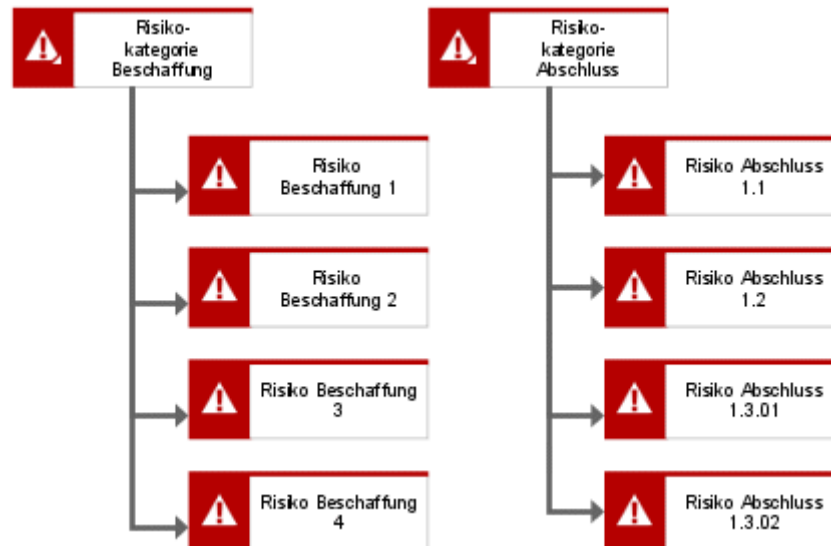 Risiko-
kategorie
Beschaffung
Risiko
Beschaffung 1
Risiko
Beschaffung 2
Risiko Beschaffung
3
Risiko Beschaffung
4
Risiko-
kategorie
Abschluss
Risiko Abschluss
1.1
Risiko Abschluss
1.2
Risiko Abschluss
1.3.01
Risiko Abschluss
1.3.02